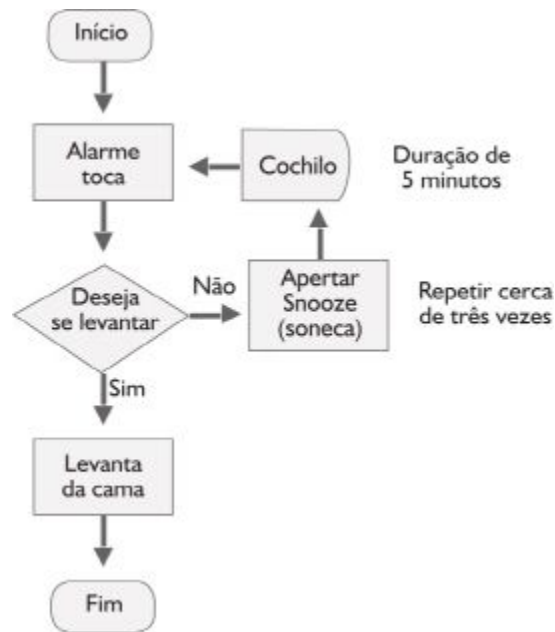 Início
Alarme
toca
Cochilo
Duração de
5 minutos
Deseja
se levantar
Não
Apertar
Snooze
(soneca)
Repetir cerca
de três vezes
Sim
Levanta
da cama
Fim